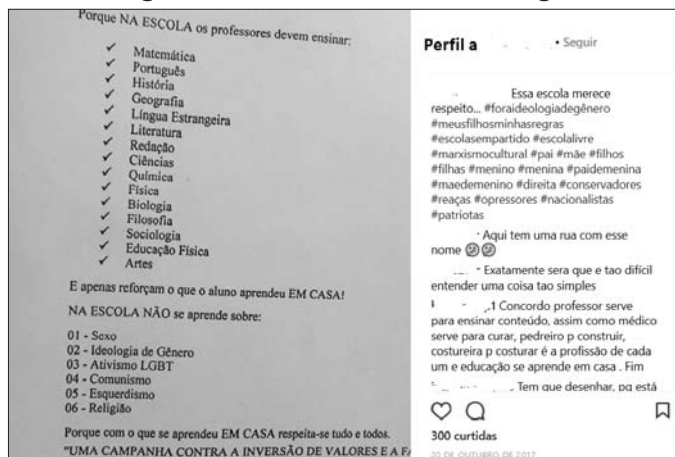 Porque NA ESCOLA os professores devem ensinar:
✓ Matemática
✓ Português
✓ História
✓ Geografia
✓ Língua Estrangeira
✓ Literatura
✓ Redação
✓ Ciências
✓ Química
✓ Física
✓ Biologia
✓ Filosofia
✓ Sociologia
✓ Educação Física
✓ Artes
E apenas reforçam o que o aluno aprendeu EM CASA!
NA ESCOLA NÃO se aprende sobre:
01 - Sexo
02 - Ideologia de Gênero
03 - Ativismo LGBT
04 - Comunismo
05 - Esquerdismo
06 - Religião
Porque com o que se aprendeu EM CASA respeita-se tudo e todos.
"UMA CAMPANHA CONTRA A INVERSÃO DE VALORES E A
Perfil a • Seguir
Essa escola merece
respeito... #foraideologiadegênero
#meusfilhosminhasregras
#escolasempartido #escolalivre
#marxismocultural #pai #mãe #filhos
#filhas #menino #menina #paidemenina
#maedemenino #direita #conservadores
#reaças #opressores #nacionalistas
#patriotas
Aqui tem uma rua com esse
nome
Exatamente sera que e tao difícil
entender uma coisa tao simples
1 Concordo professor serve
para ensinar conteúdo, assim como médico
serve para curar, pedreiro p construir,
costureira p costurar é a profissão de cada
um e educação se aprende em casa . Fim
Tem que desenhar, pq está
300 curtidas
20 DE OUTUBRO DE 2017